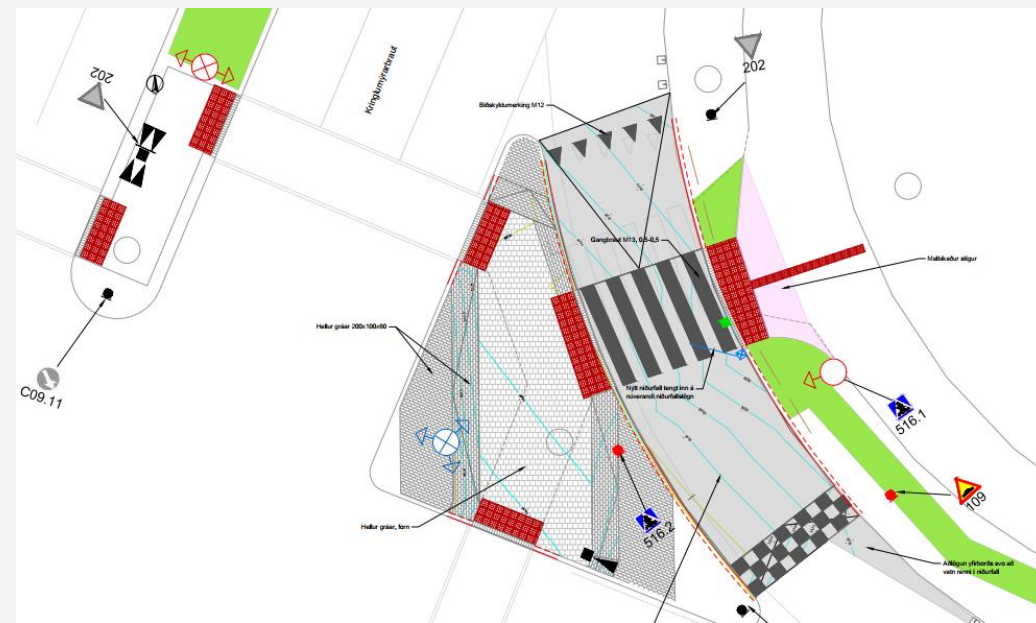 202
Kringlumýrarbraut
202
Biðskyldumerking M12
Gangbraut M13, 0,5-0,5
Malbikaður stígur
Hellur gráar 200x100x60
C09.11
Nýtt niðurfall tengt inn á
núverandi niðurfallslögn
516.1
109
516.2
Hellur gráar, forn
Aðlögun yfirborðs svo að
vatn renni í niðurfall